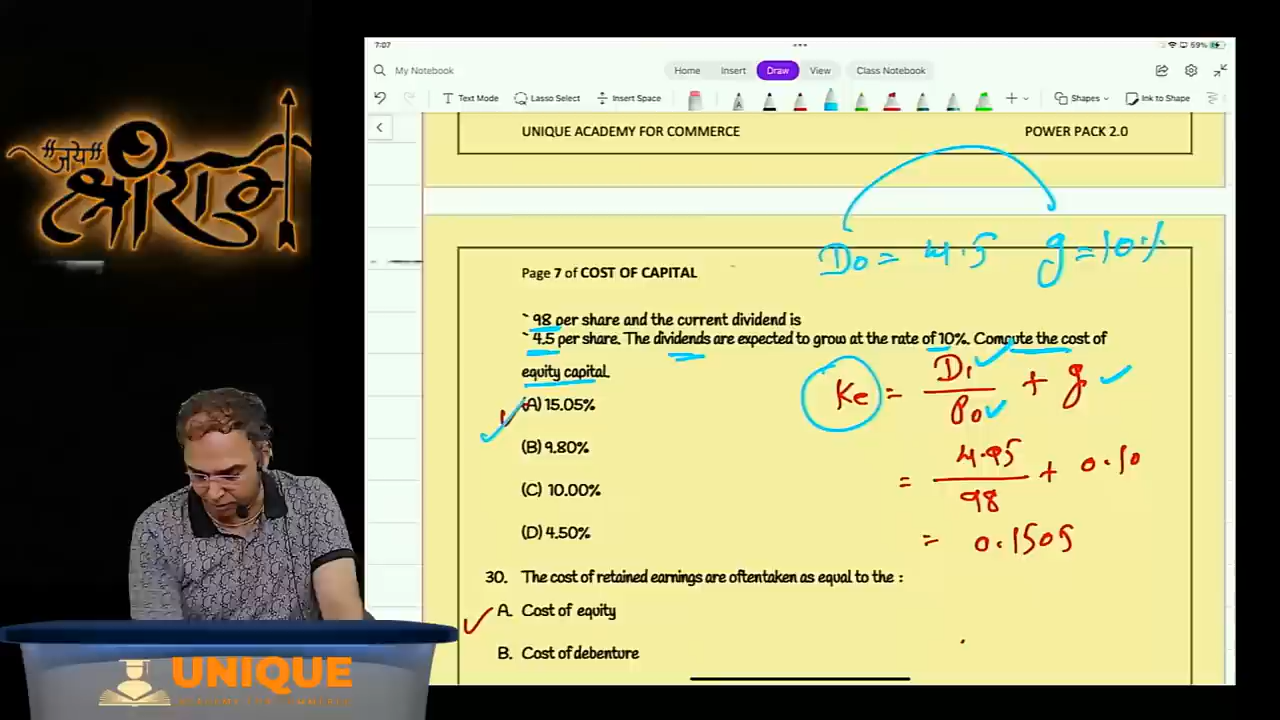 7:07
59%
My Notebook
Home Insert Draw View Class Notebook
Text Mode Lasso Select Insert Space Shapes Ink to Shape
UNIQUE ACADEMY FOR COMMERCE POWER PACK 2.0
"जय"
श्रीराम
D0 = 4.5 g = 10%
Page 7 of COST OF CAPITAL
` 98 per share and the current dividend is
` 4.5 per share. The dividends are expected to grow at the rate of 10%. Compute the cost of
equity capital.
Ke = D1 / P0 + g
(A) 15.05%
(B) 9.80%
= 4.95 / 98 + 0.10
(C) 10.00%
(D) 4.50%
= 0.1505
30. The cost of retained earnings are oftentaken as equal to the :
A. Cost of equity
B. Cost of debenture
UNIQUE
ACADEMY FOR COMMERCE